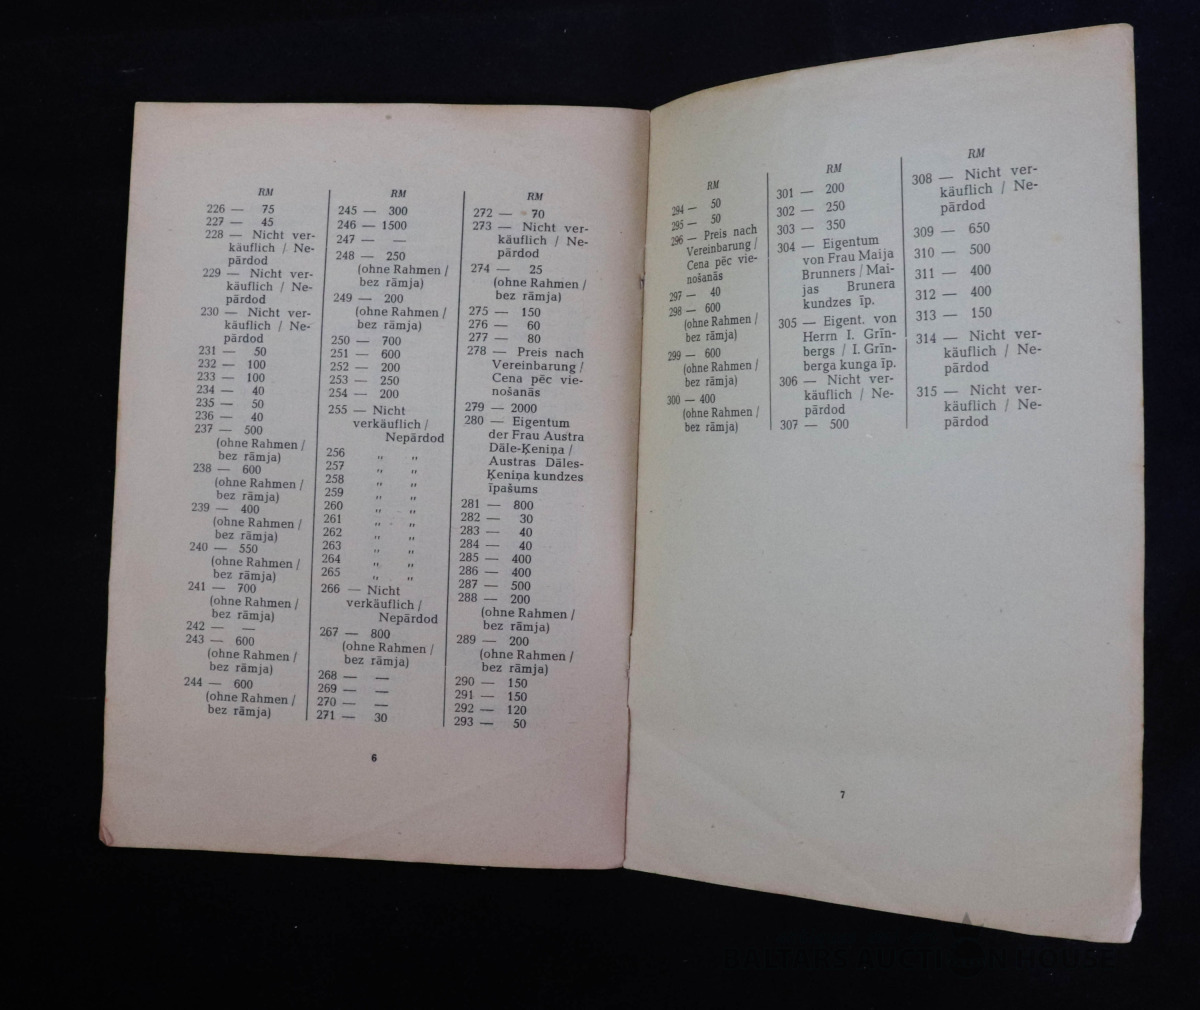 RM
226 — 75
227 — 45
228 — Nicht ver-
käuflich / Ne-
pārdod
229 — Nicht ver-
käuflich / Ne-
pārdod
230 — Nicht ver-
käuflich / Ne-
pārdod
231 — 50
232 — 100
233 — 100
234 — 40
235 — 50
236 — 40
237 — 500
(ohne Rahmen /
bez rāmja)
238 — 600
(ohne Rahmen /
bez rāmja)
239 — 400
(ohne Rahmen /
bez rāmja)
240 — 550
(ohne Rahmen /
bez rāmja)
241 — 700
(ohne Rahmen /
bez rāmja)
242 — —
243 — 600
(ohne Rahmen /
bez rāmja)
244 — 600
(ohne Rahmen /
bez rāmja)
RM
245 — 300
246 — 1500
247 — —
248 — 250
(ohne Rahmen /
bez rāmja)
249 — 200
(ohne Rahmen /
bez rāmja)
250 — 700
251 — 600
252 — 200
253 — 250
254 — 200
255 — Nicht
verkäuflich /
Nepārdod
256 „ „
257 „ „
258 „ „
259 „ „
260 „ „
261 „ „
262 „ „
263 „ „
264 „ „
265 „ „
266 — Nicht
verkäuflich /
Nepārdod
267 — 800
(ohne Rahmen /
bez rāmja)
268 — —
269 — —
270 — —
271 — 30
RM
272 — 70
273 — Nicht ver-
käuflich / Ne-
pārdod
274 — 25
(ohne Rahmen /
bez rāmja)
275 — 150
276 — 60
277 — 80
278 — Preis nach
Vereinbarung /
Cena pēc vie-
nošanās
279 — 2000
280 — Eigentum
der Frau Austra
Dāle-Ķeniņa /
Austras Dāles-
Ķeniņa kundzes
īpašums
281 — 800
282 — 30
283 — 40
284 — 40
285 — 400
286 — 400
287 — 500
288 — 200
(ohne Rahmen /
bez rāmja)
289 — 200
(ohne Rahmen /
bez rāmja)
290 — 150
291 — 150
292 — 120
293 — 50
6
RM
294 — 50
295 — 50
296 — Preis nach
Vereinbarung /
Cena pēc vie-
nošanās
297 — 40
298 — 600
(ohne Rahmen /
bez rāmja)
299 — 600
(ohne Rahmen /
bez rāmja)
300 — 400
(ohne Rahmen /
bez rāmja)
RM
301 — 200
302 — 250
303 — 350
304 — Eigentum
von Frau Maija
Brunners / Mai-
jas Brunera
kundzes īp.
305 — Eigent. von
Herrn I. Grīn-
bergs / I. Grīn-
berga kunga īp.
306 — Nicht ver-
käuflich / Ne-
pārdod
307 — 500
RM
308 — Nicht ver-
käuflich / Ne-
pārdod
309 — 650
310 — 500
311 — 400
312 — 400
313 — 150
314 — Nicht ver-
käuflich / Ne-
pārdod
315 — Nicht ver-
käuflich / Ne-
pārdod
7
BALTARS AUCTION HOUSE